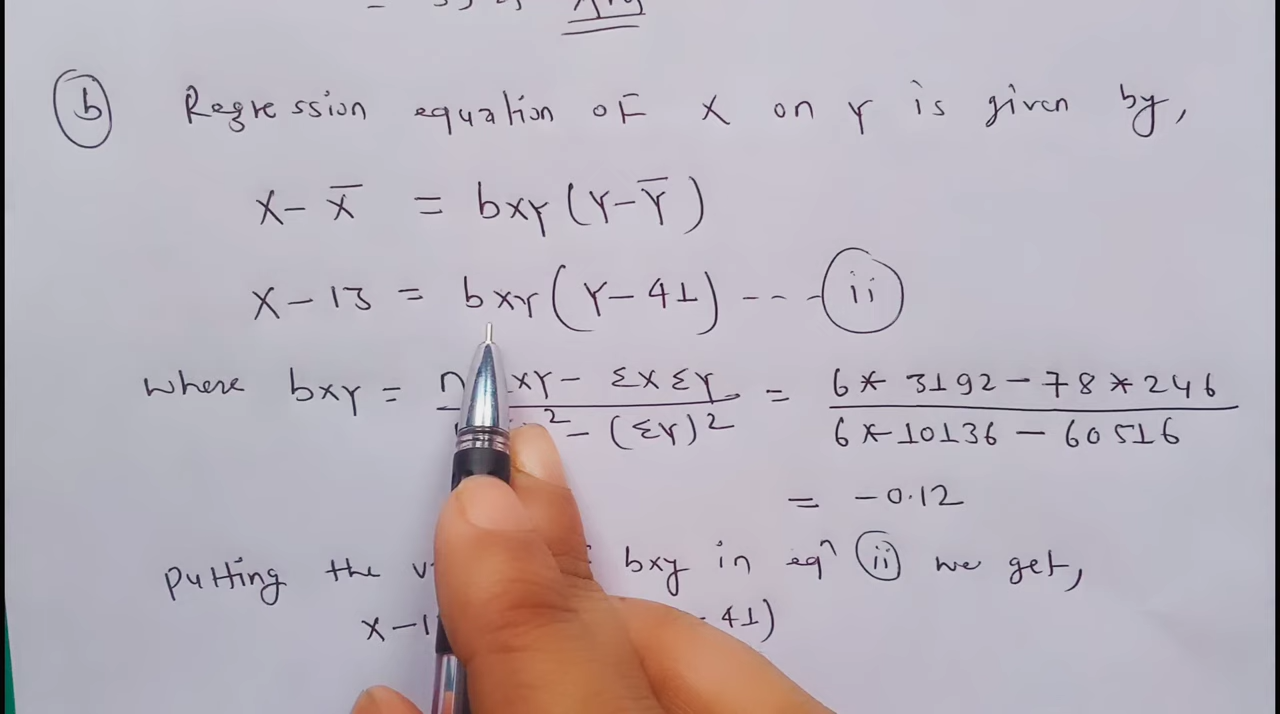 b Regression equation of X on Y is given by,
X - X̅ = bxy (Y - Y̅)
X - 13 = bxy (Y - 41) --- ii
where bxy = n XY - ΣX ΣY / 2 - (ΣY)2 = 6 * 3192 - 78 * 246 / 6 * 10136 - 60516
= -0.12
Putting the bxy in eqn ii we get,
X - 41)